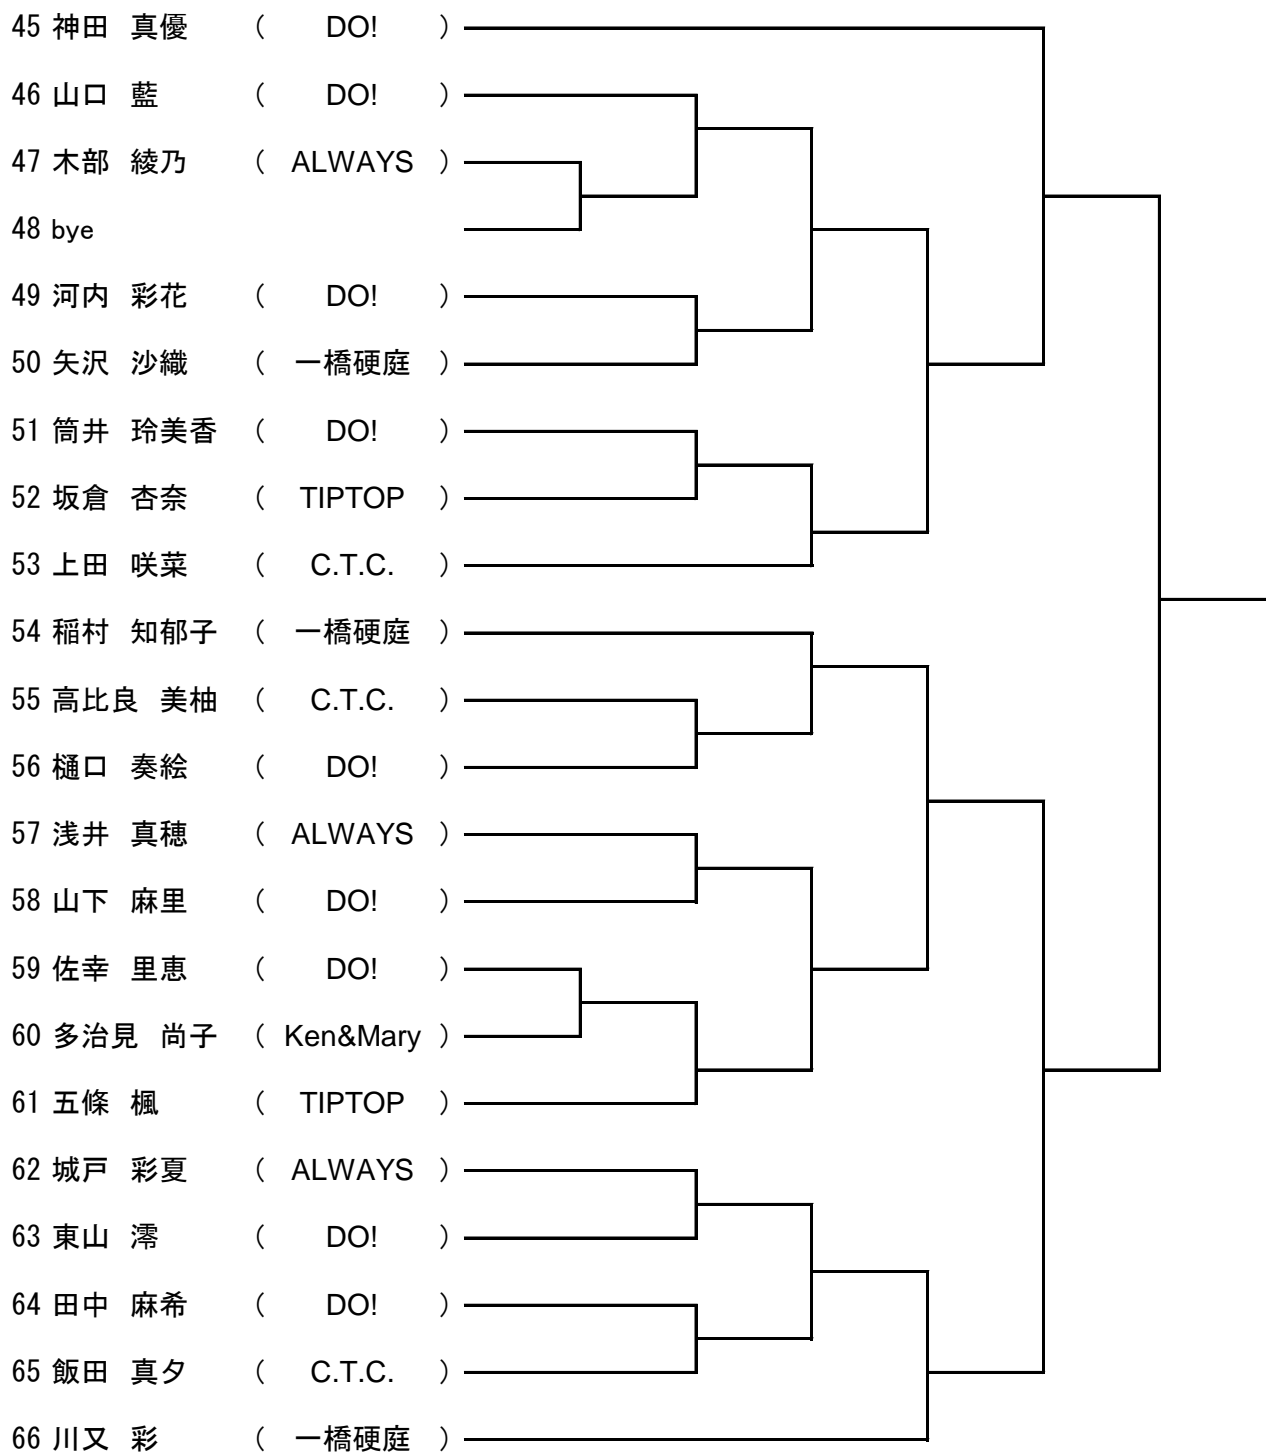 45 神田　真優 （ DO! ）
46 山口　藍 （ DO! ）
47 木部　綾乃 （ ALWAYS ）
48 bye
49 河内　彩花 （ DO! ）
50 矢沢　沙織 （ 一橋硬庭 ）
51 筒井　玲美香 （ DO! ）
52 坂倉　杏奈 （ TIPTOP ）
53 上田　咲菜 （ C.T.C. ）
54 稲村　知郁子 （ 一橋硬庭 ）
55 高比良　美柚 （ C.T.C. ）
56 樋口　奏絵 （ DO! ）
57 浅井　真穂 （ ALWAYS ）
58 山下　麻里 （ DO! ）
59 佐幸　里恵 （ DO! ）
60 多治見　尚子 （ Ken&Mary ）
61 五條　楓 （ TIPTOP ）
62 城戸　彩夏 （ ALWAYS ）
63 東山　澪 （ DO! ）
64 田中　麻希 （ DO! ）
65 飯田　真夕 （ C.T.C. ）
66 川又　彩 （ 一橋硬庭 ）